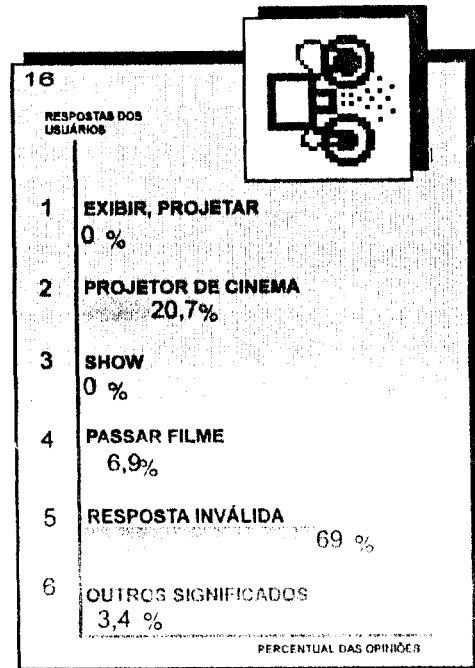 16
RESPOSTAS DOS
USUÁRIOS
1 EXIBIR, PROJETAR
0 %
2 PROJETOR DE CINEMA
20,7%
3 SHOW
0 %
4 PASSAR FILME
6,9%
5 RESPOSTA INVÁLIDA
69 %
6 OUTROS SIGNIFICADOS
3,4 %
PERCENTUAL DAS OPINIÕES